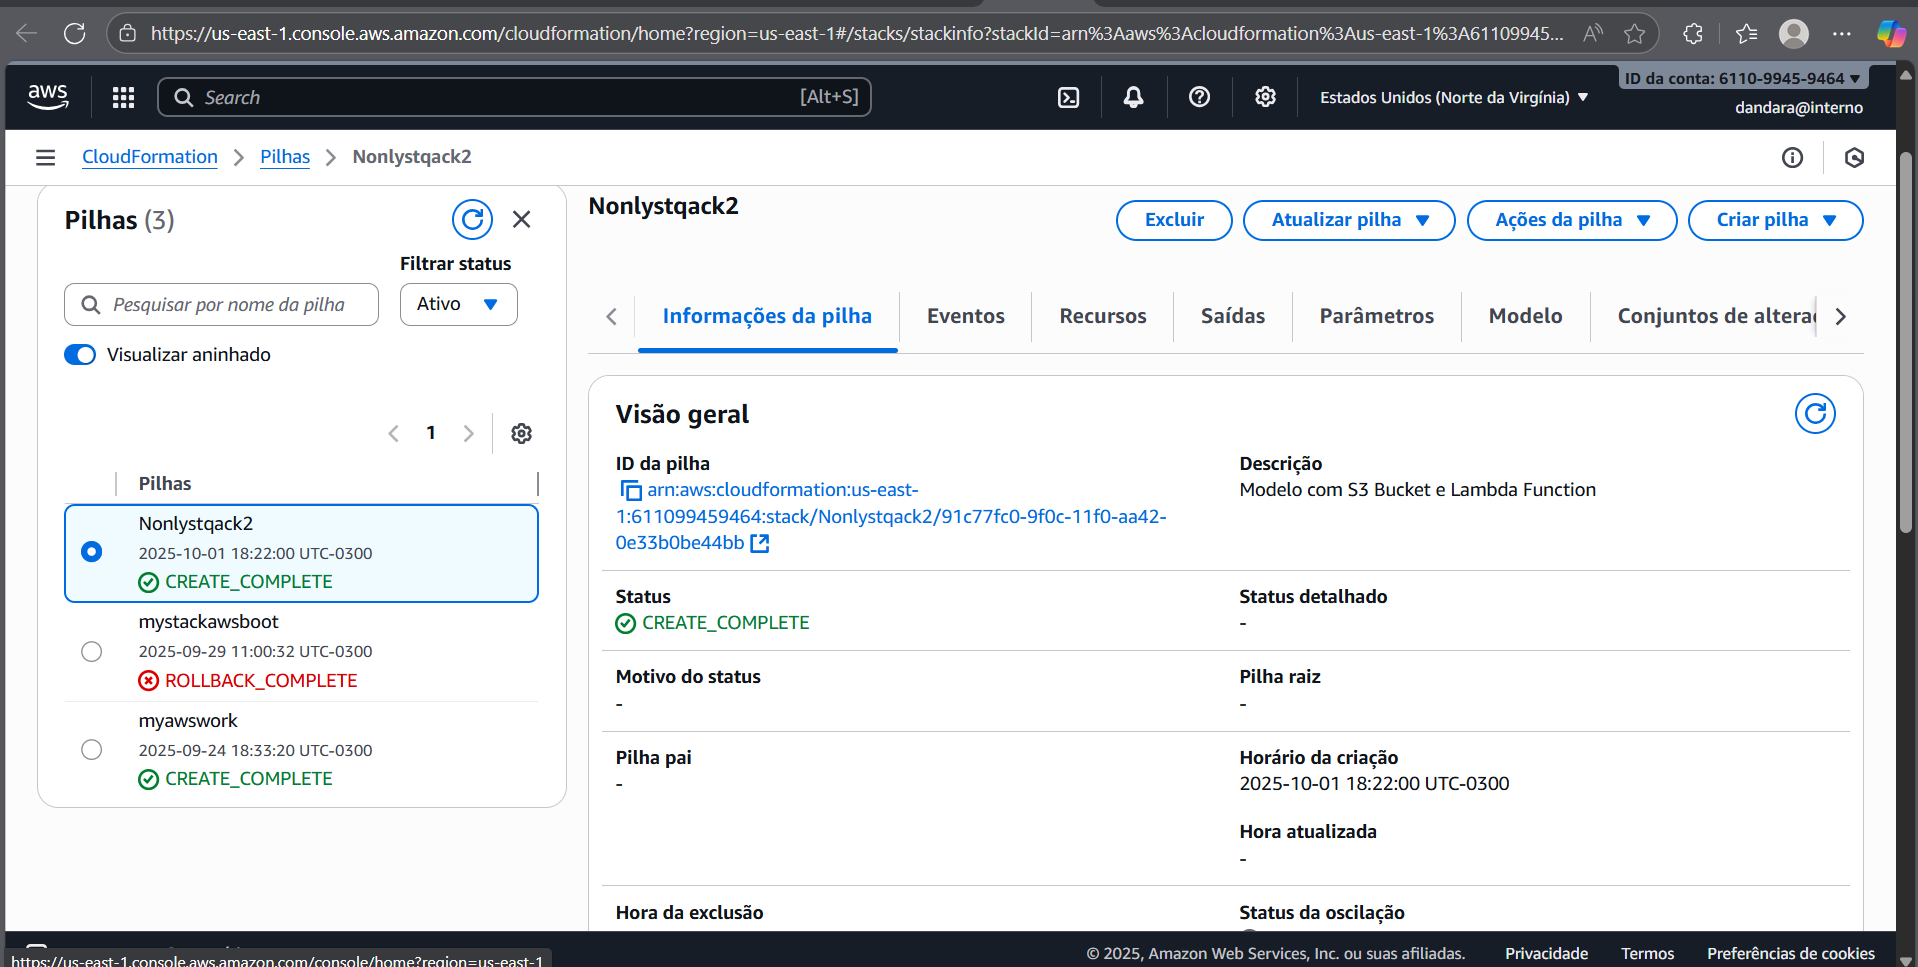 https://us-east-1.console.aws.amazon.com/cloudformation/home?region=us-east-1#/stacks/stackinfo?stackId=arn%3Aaws%3Acloudformation%3Aus-east-1%3A61109945...
aws
Search
[Alt+S]
Estados Unidos (Norte da Virgínia)
ID da conta: 6110-9945-9464
dandara@interno
CloudFormation
Pilhas
Nonlystqack2
Pilhas (3)
Filtrar status
Pesquisar por nome da pilha
Ativo
Visualizar aninhado
1
Pilhas
Nonlystqack2
2025-10-01 18:22:00 UTC-0300
CREATE_COMPLETE
mystackawsboot
2025-09-29 11:00:32 UTC-0300
ROLLBACK_COMPLETE
myawswork
2025-09-24 18:33:20 UTC-0300
CREATE_COMPLETE
Nonlystqack2
Excluir
Atualizar pilha
Ações da pilha
Criar pilha
Informações da pilha
Eventos
Recursos
Saídas
Parâmetros
Modelo
Conjuntos de altera
Visão geral
ID da pilha
arn:aws:cloudformation:us-east-
1:611099459464:stack/Nonlystqack2/91c77fc0-9f0c-11f0-aa42-
0e33b0be44bb
Descrição
Modelo com S3 Bucket e Lambda Function
Status
CREATE_COMPLETE
Status detalhado
-
Motivo do status
-
Pilha raiz
-
Pilha pai
-
Horário da criação
2025-10-01 18:22:00 UTC-0300
Hora atualizada
-
Hora da exclusão
Status da oscilação
© 2025, Amazon Web Services, Inc. ou suas afiliadas.
Privacidade
Termos
Preferências de cookies
https://us-east-1.console.aws.amazon.com/console/home?region=us-east-1